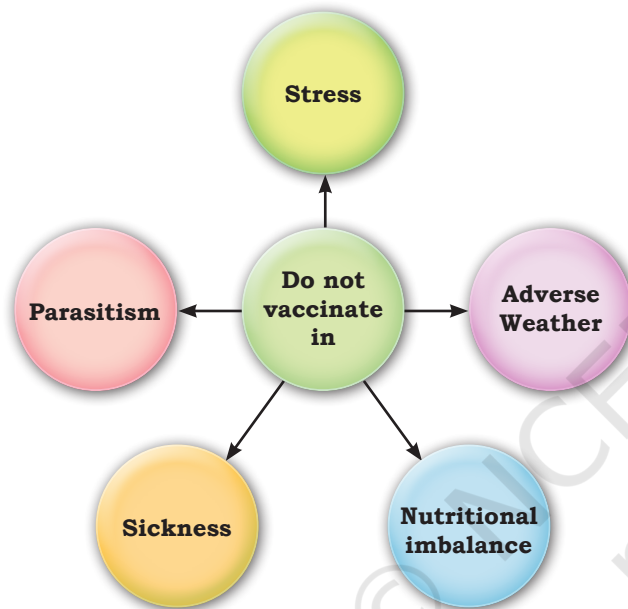 Stress
Do not
vaccinate
in
Adverse
Weather
Nutritional
imbalance
Sickness
Parasitism
©